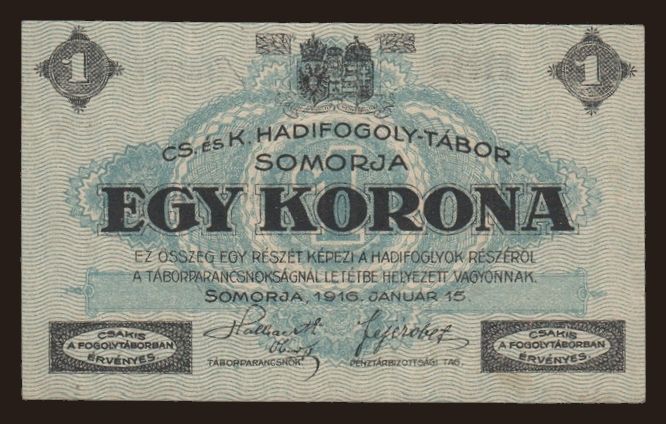 1
1
CS. ÉS K. HADIFOGOLY-TÁBOR
SOMORJA
EGY KORONA
EZ ÖSSZEG EGY RÉSZÉT KÉPEZI A HADIFOGLYOK RÉSZÉRŐL
A TÁBORPARANCSNOKSÁGNÁL LETÉTBE HELYEZETT VAGYONNAK.
SOMORJA, 1916. JANUÁR 15.
CSAKIS
A FOGOLYTÁBORBAN
ÉRVÉNYES.
TÁBORPARANCSNOK.
PÉNZTÁRBIZOTTSÁGI TAG.
CSAKIS
A FOGOLYTÁBORBAN
ÉRVÉNYES.